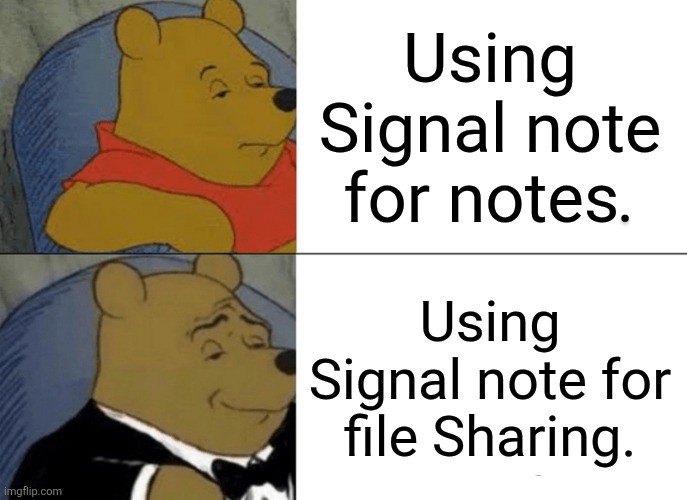 Using
Signal note
for notes.
Using
Signal note for
file Sharing.
imgflip.com